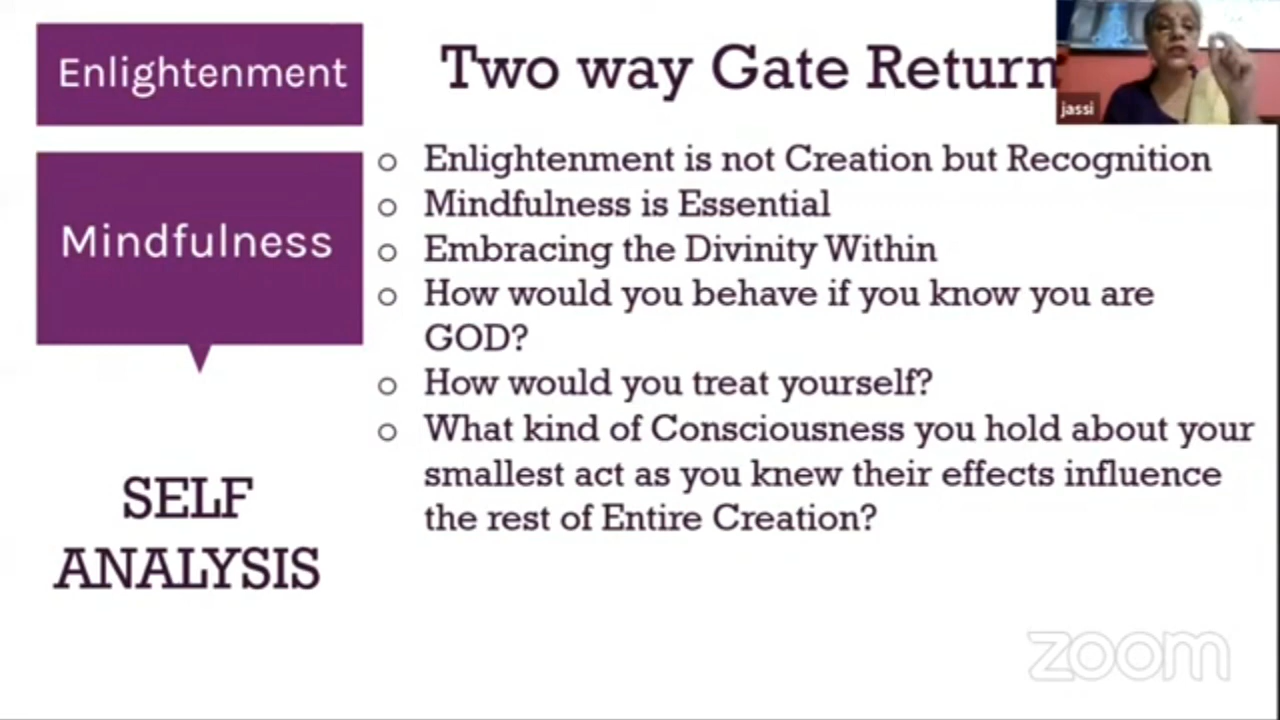 Enlightenment
Two way Gate Return
jassi
Mindfulness
Enlightenment is not Creation but Recognition
Mindfulness is Essential
Embracing the Divinity Within
How would you behave if you know you are
GOD?
How would you treat yourself?
What kind of Consciousness you hold about your
smallest act as you knew their effects influence
the rest of Entire Creation?
SELF
ANALYSIS
zoom